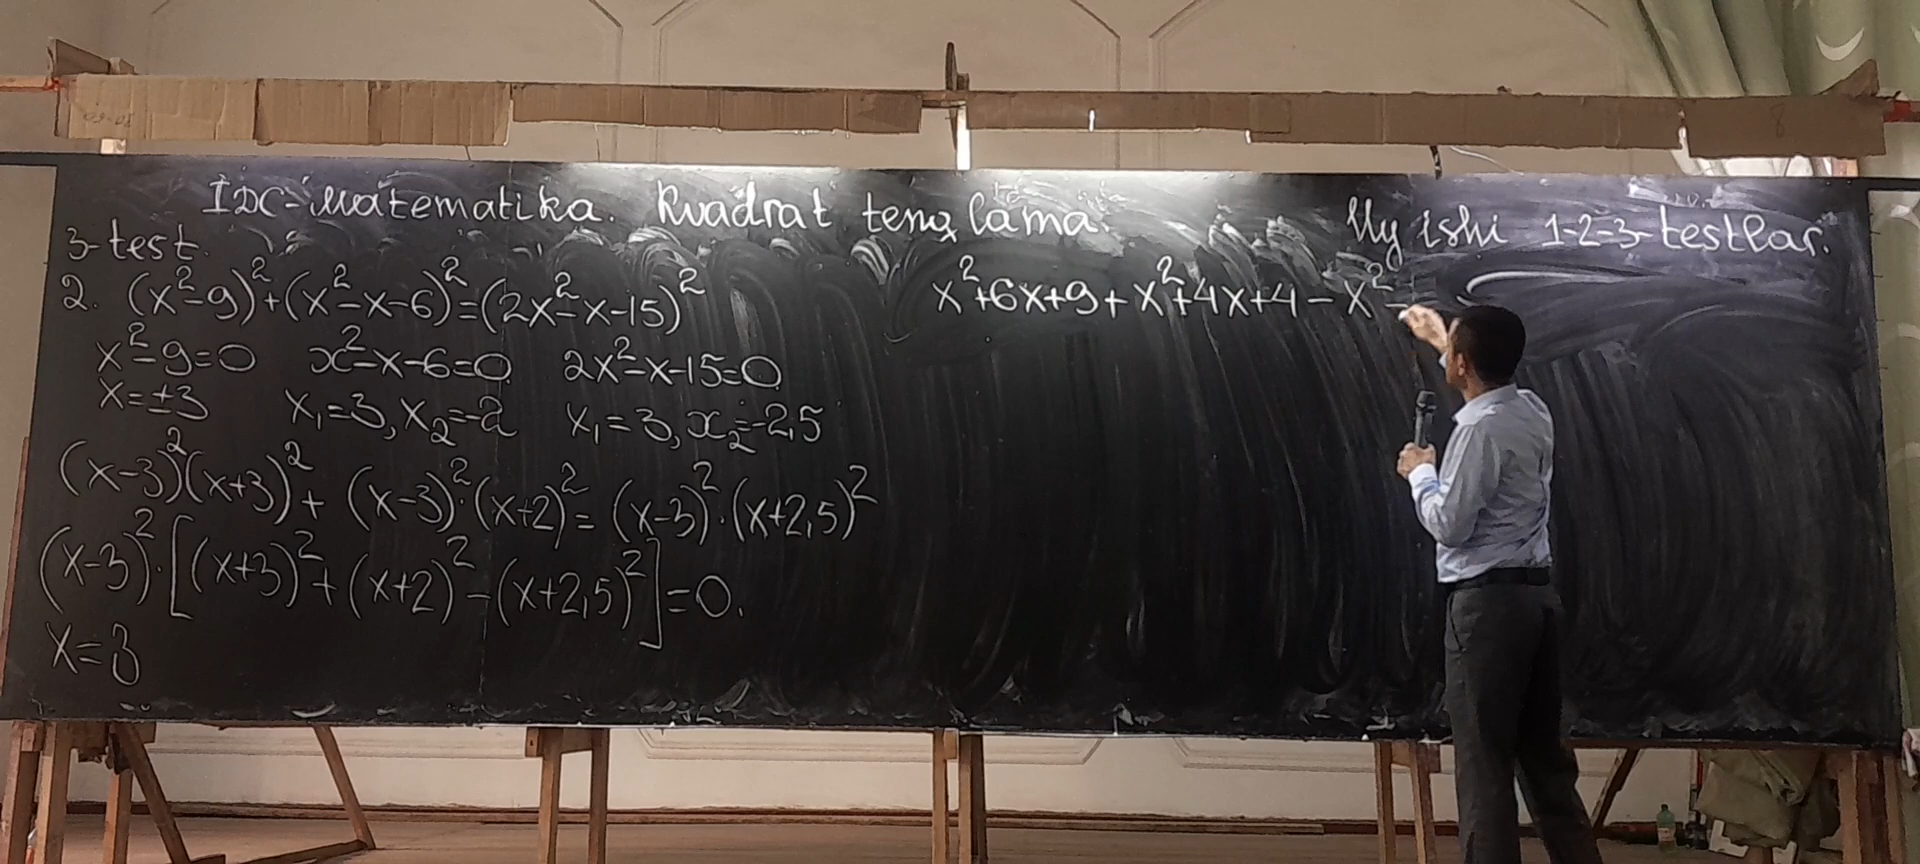 IDC-Matematika. Kvadrat tenglama.
Uy ishi 1-2-3-testlar.
3-test.
2. (x²-9)²+(x²-x-6)²=(2x²-x-15)²
x²-9=0 x²-x-6=0 2x²-x-15=0
x=±3 x₁=3, x₂=-2 x₁=3, x₂=-2,5
(x-3)²(x+3)²+(x-3)²·(x+2)²=(x-3)²·(x+2,5)²
(x-3)²·[(x+3)²+(x+2)²-(x+2,5)²]=0.
x=3
x²+6x+9+x²+4x+4-x²-